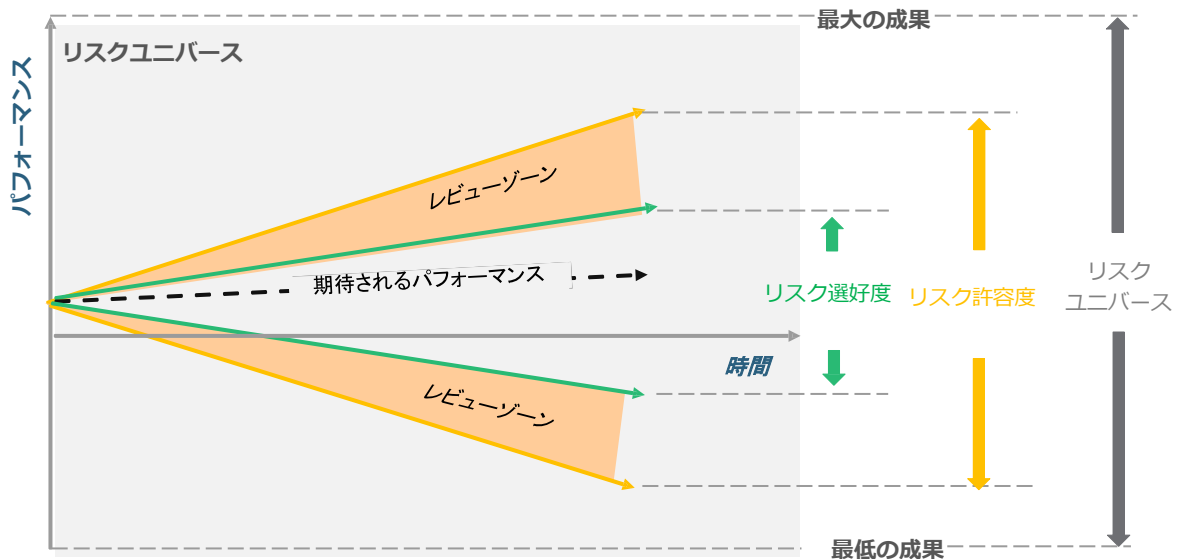 最大の成果
リスクユニバース
パフォーマンス
レビューゾーン
期待されるパフォーマンス
リスク選好度
リスク許容度
リスク
ユニバース
時間
レビューゾーン
最低の成果